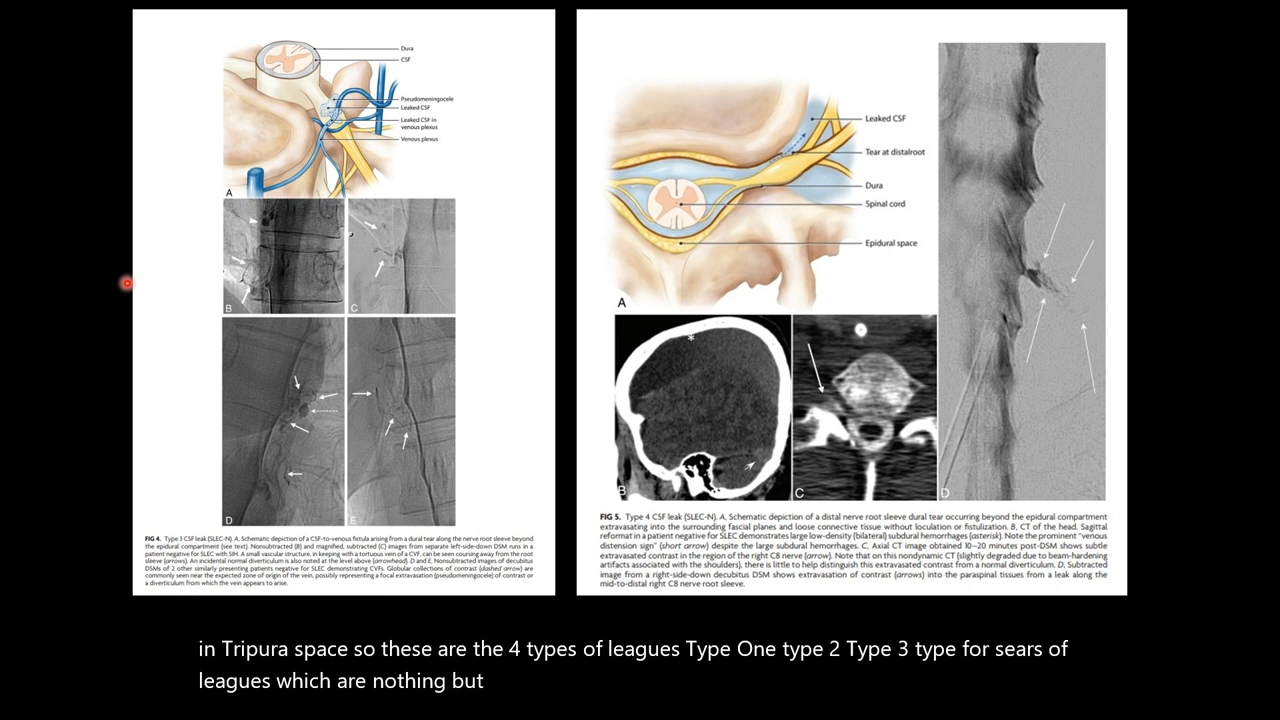 Dura
CSF
Pseudomeningocele
Leaked CSF
Leaked CSF in
venous plexus
Venous plexus
A
B
C
D
E
FIG 4. Type 3 CSF leak (SLEC-N). A, Schematic depiction of a CSF-to-venous fistula arising from a dural tear along the nerve root sleeve beyond
the epidural compartment (see text). Nonsubtracted (B) and magnified, subtracted (C) images from separate left-side-down DSM runs in a
patient negative for SLEC with SIH. A small vascular structure, in keeping with a tortuous vein of a CVF, can be seen coursing away from the root
sleeve (arrows). An incidental normal diverticulum is also noted at the level above (arrowhead). D and E, Nonsubtracted images of decubitus
DSMs of 2 other similarly presenting patients negative for SLEC demonstrating CVFs. Globular collections of contrast (dashed arrow) are
commonly seen near the expected zone of origin of the vein, possibly representing a focal extravasation (pseudomeningocele) of contrast or
a diverticulum from which the vein appears to arise.
Leaked CSF
Tear at distalroot
Dura
Spinal cord
Epidural space
A
*
B
C
D
FIG 5. Type 4 CSF leak (SLEC-N). A, Schematic depiction of a distal nerve root sleeve dural tear occurring beyond the epidural compartment
extravasating into the surrounding fascial planes and loose connective tissue without loculation or fistulization. B, CT of the head. Sagittal
reformat in a patient negative for SLEC demonstrates large low-density (bilateral) subdural hemorrhages (asterisk). Note the prominent "venous
distension sign" (short arrow) despite the large subdural hemorrhages. C, Axial CT image obtained 10–20 minutes post-DSM shows subtle
extravasated contrast in the region of the right C8 nerve (arrow). Note that on this nondynamic CT (slightly degraded due to beam-hardening
artifacts associated with the shoulders), there is little to help distinguish this extravasated contrast from a normal diverticulum. D, Subtracted
image from a right-side-down decubitus DSM shows extravasation of contrast (arrows) into the paraspinal tissues from a leak along the
mid-to-distal right C8 nerve root sleeve.
in Tripura space so these are the 4 types of leagues Type One type 2 Type 3 type for sears of
leagues which are nothing but